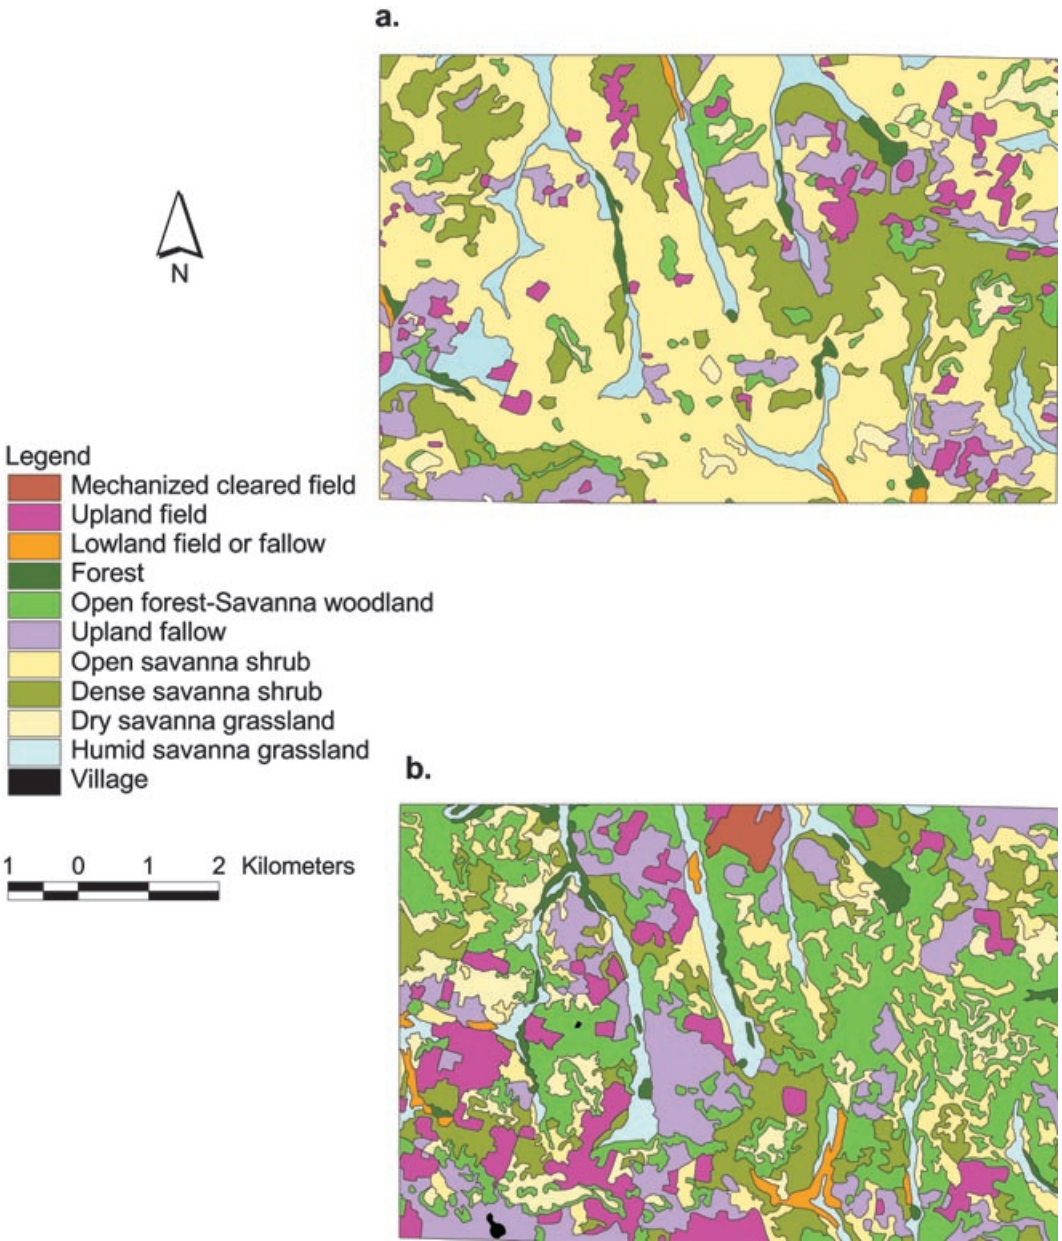 a.
N
Legend
Mechanized cleared field
Upland field
Lowland field or fallow
Forest
Open forest-Savanna woodland
Upland fallow
Open savanna shrub
Dense savanna shrub
Dry savanna grassland
Humid savanna grassland
Village
b.
1 0 1 2 Kilometers